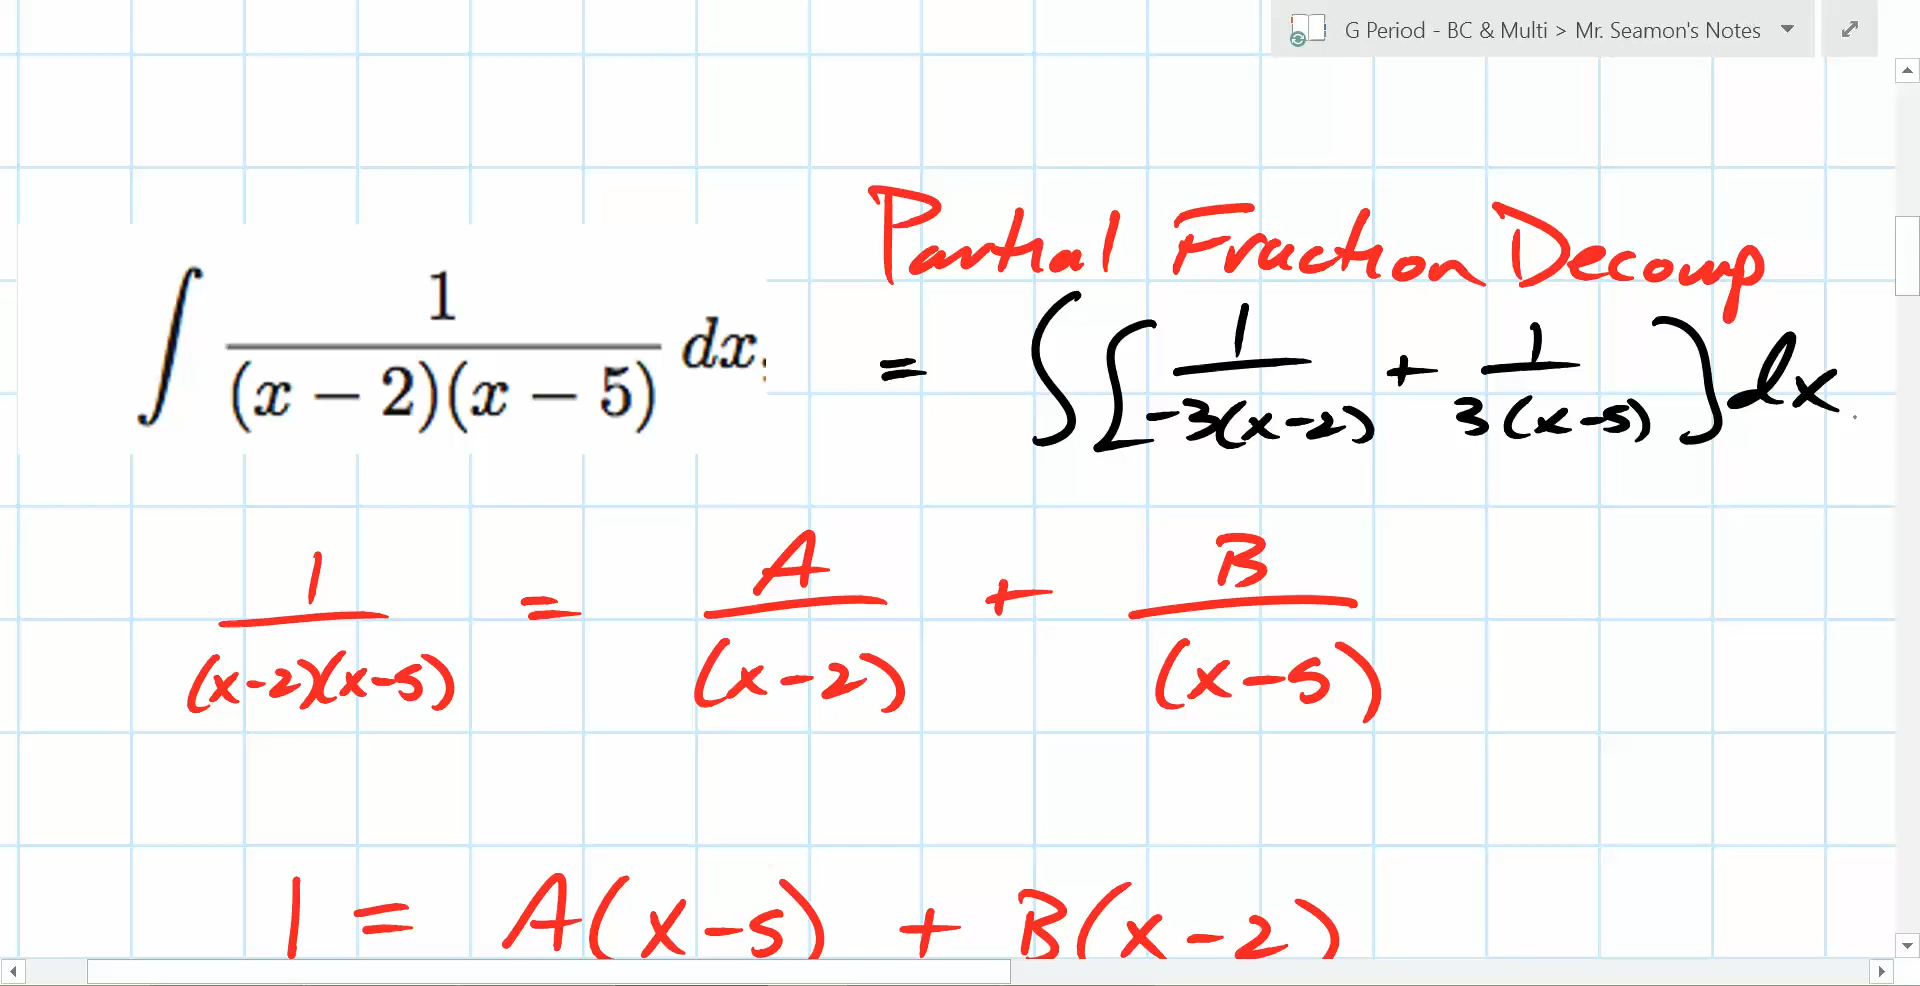 G Period - BC & Multi > Mr. Seamon's Notes
Partial Fraction Decomp
∫ 1/((x − 2)(x − 5)) dx. = ∫[1/(-3(x-2)) + 1/(3(x-5))]dx
1/((x-2)(x-5)) = A/(x-2) + B/(x-5)
1 = A(x-5) + B(x-2)